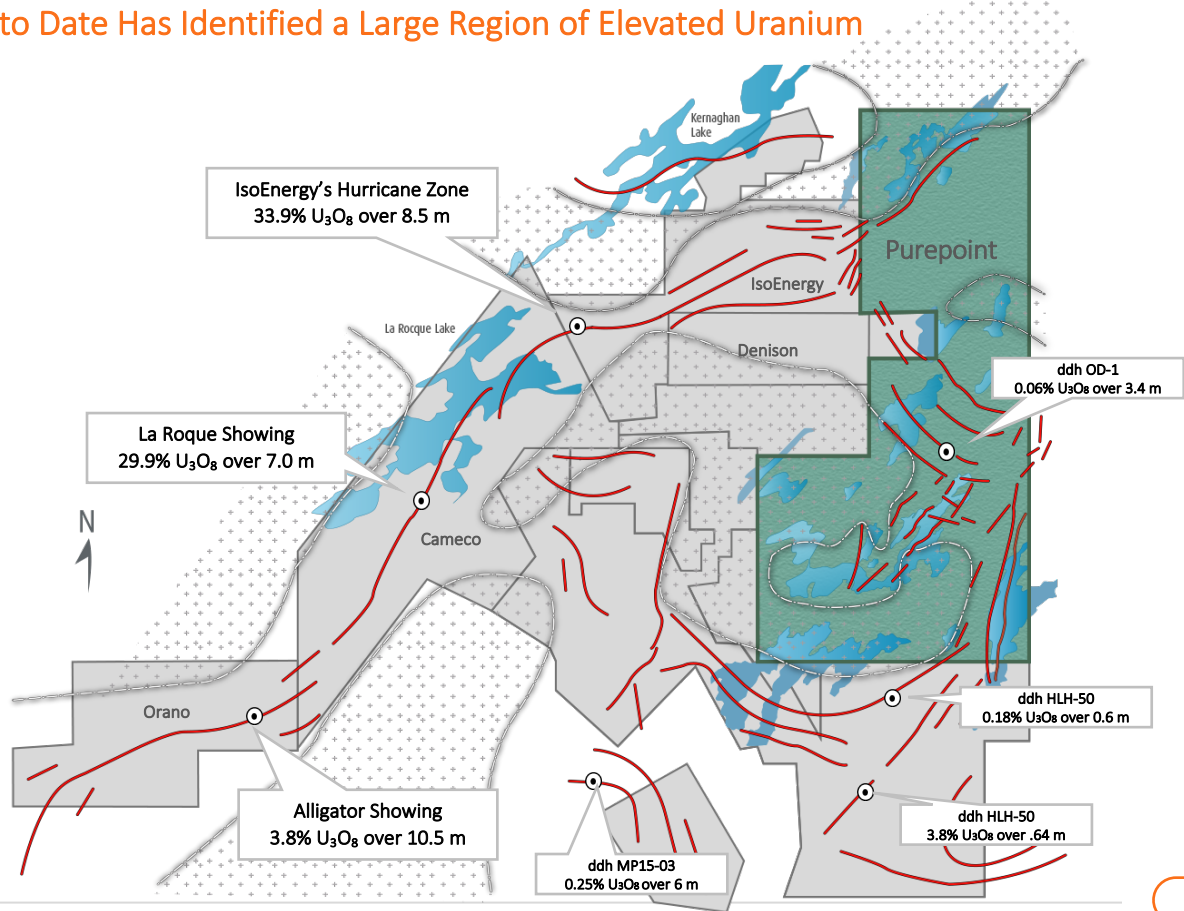 to Date Has Identified a Large Region of Elevated Uranium
Kernaghan
Lake
IsoEnergy's Hurricane Zone
33.9% U₃O₈ over 8.5 m
Purepoint
IsoEnergy
La Rocque Lake
Denison
ddh OD-1
0.06% U₃O₈ over 3.4 m
La Roque Showing
29.9% U₃O₈ over 7.0 m
N
Cameco
Orano
ddh HLH-50
0.18% U₃O₈ over 0.6 m
Alligator Showing
3.8% U₃O₈ over 10.5 m
ddh HLH-50
3.8% U₃O₈ over .64 m
ddh MP15-03
0.25% U₃O₈ over 6 m